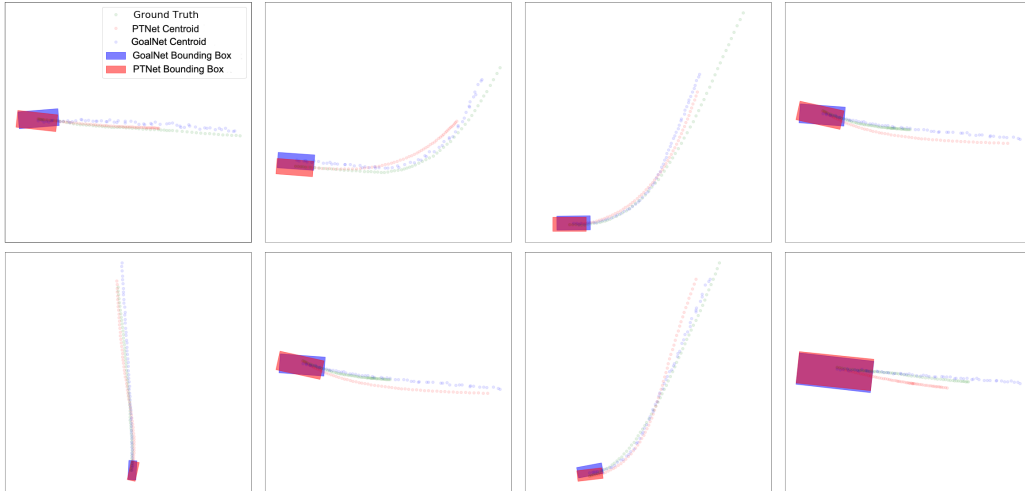 Ground Truth
PTNet Centroid
GoalNet Centroid
GoalNet Bounding Box
PTNet Bounding Box